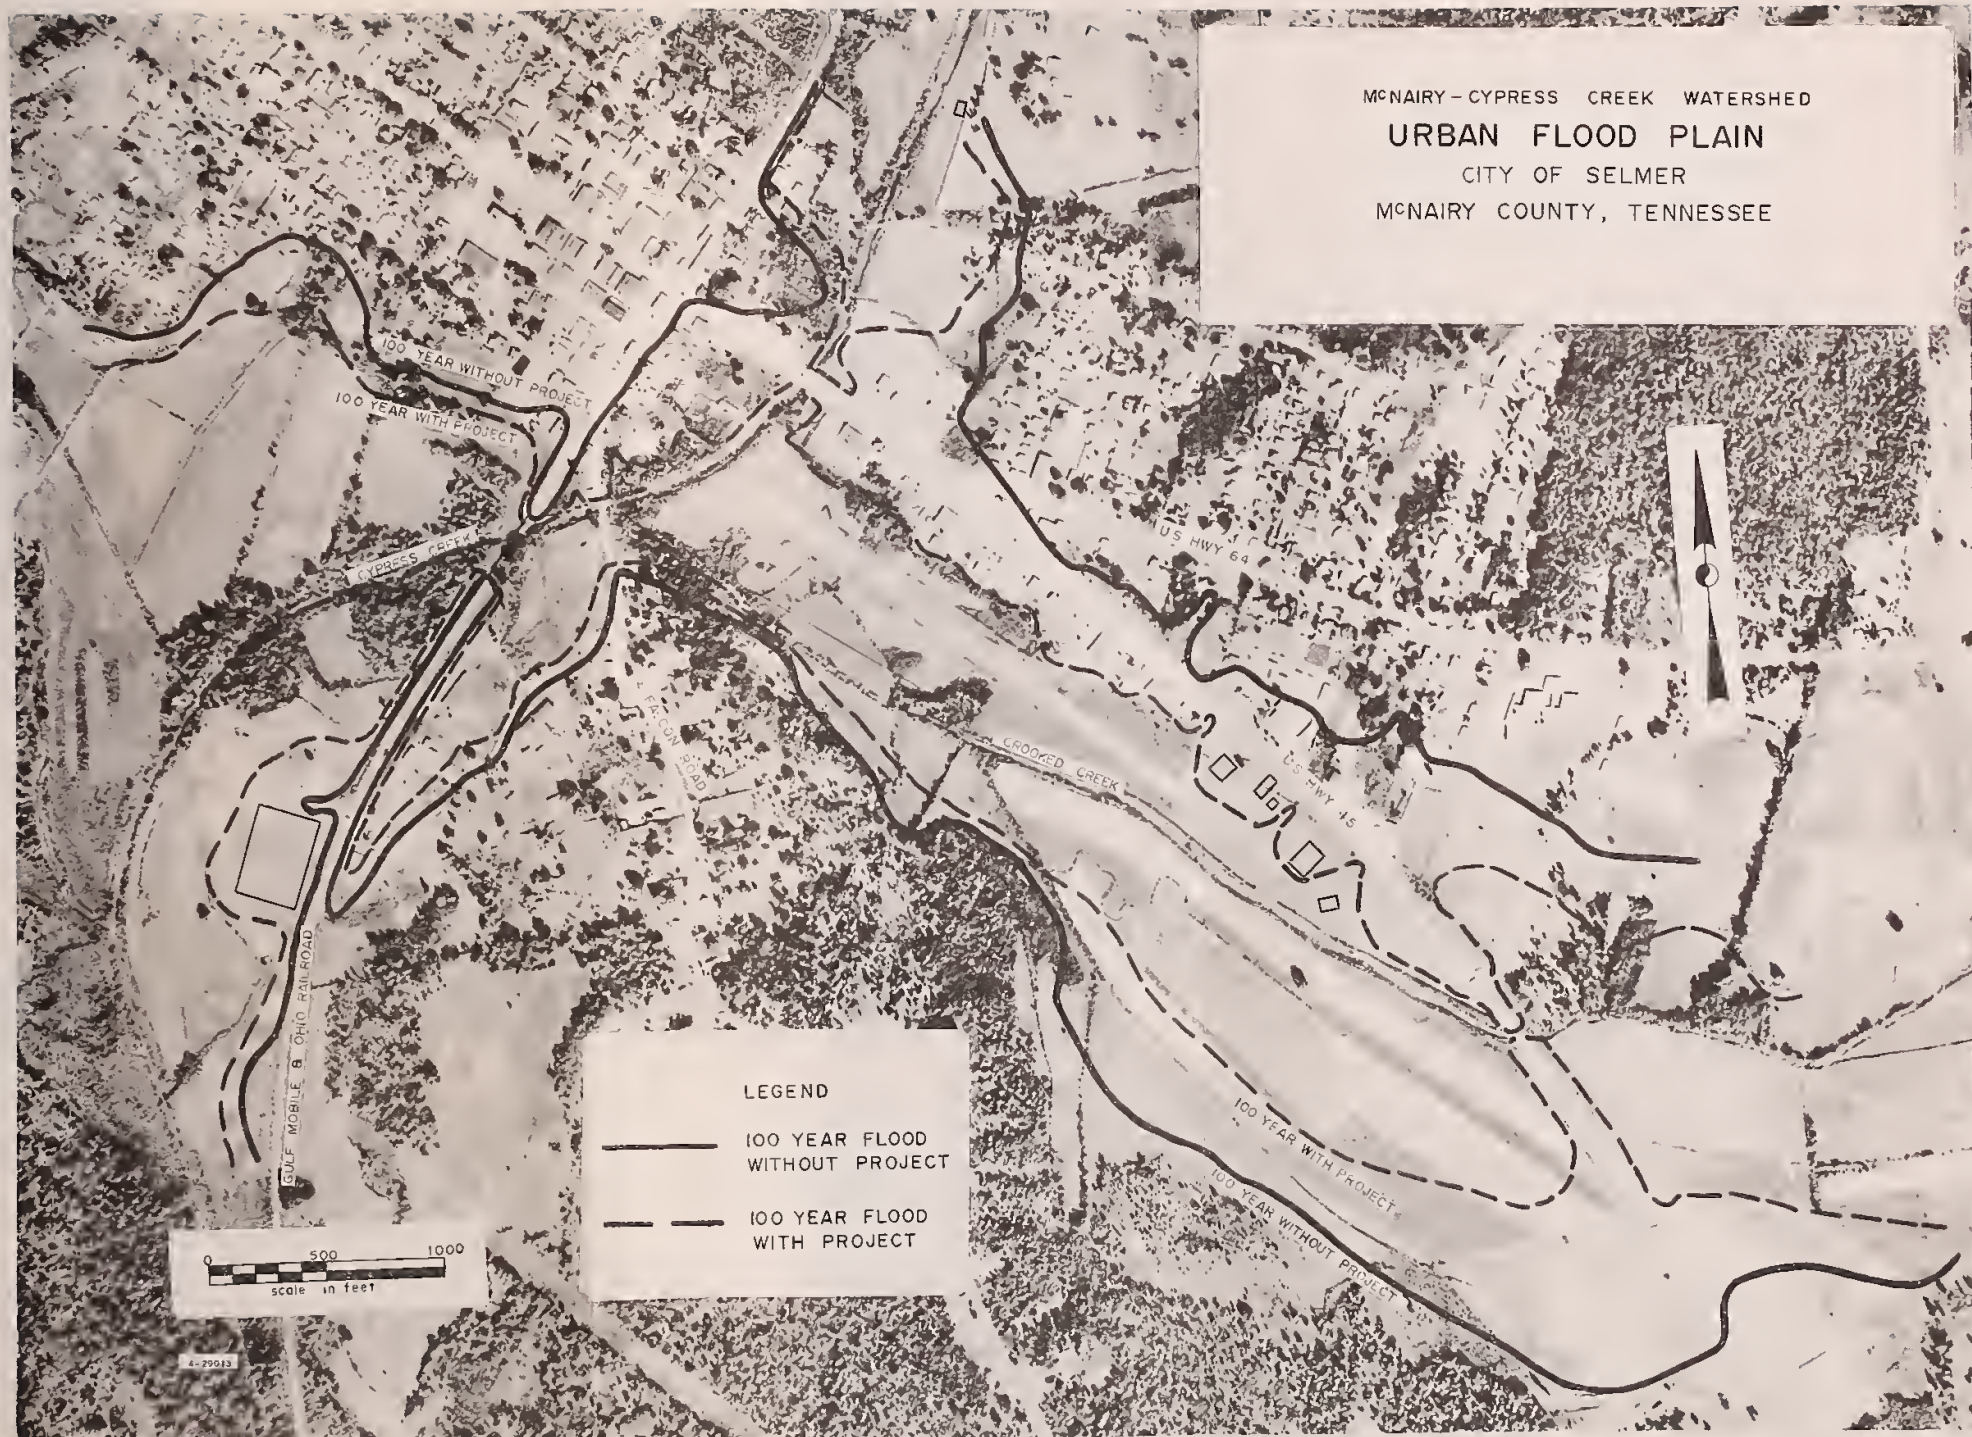 McNAIRY-CYPRESS CREEK WATERSHED
URBAN FLOOD PLAIN
CITY OF SELMER
McNAIRY COUNTY, TENNESSEE
100 YEAR WITHOUT PROJECT
100 YEAR WITH PROJECT
CYPRESS CREEK
US HWY 64
FALCON ROAD
CROOKED CREEK
US HWY 45
GULF MOBILE & OHIO RAILROAD
100 YEAR WITH PROJECT
100 YEAR WITHOUT PROJECT
LEGEND
100 YEAR FLOOD
WITHOUT PROJECT
100 YEAR FLOOD
WITH PROJECT
0 500 1000
scale in feet
4-29013